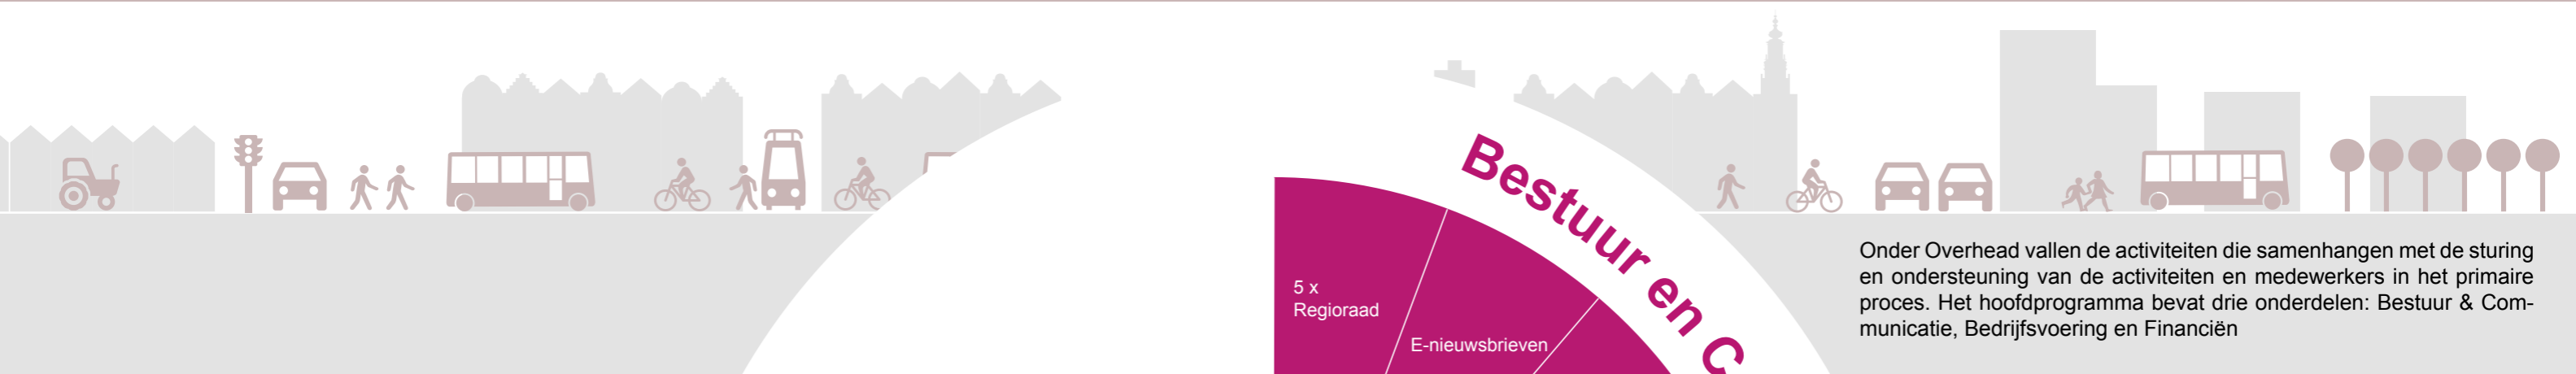 Bestuur en C
5 x
Regioraad
E-nieuwsbrieven
Onder Overhead vallen de activiteiten die samenhangen met de sturing
en ondersteuning van de activiteiten en medewerkers in het primaire
proces. Het hoofdprogramma bevat drie onderdelen: Bestuur & Com-
municatie, Bedrijfsvoering en Financiën